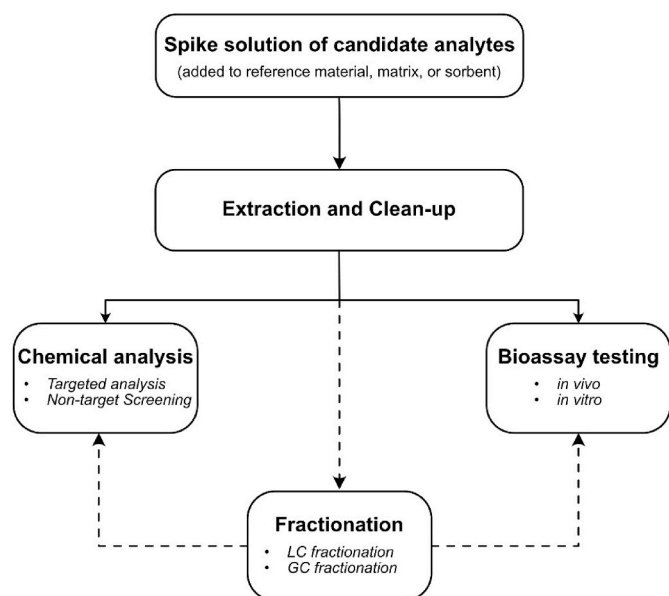 Spike solution of candidate analytes
(added to reference material, matrix, or sorbent)
Extraction and Clean-up
Chemical analysis
• Targeted analysis
• Non-target Screening
Bioassay testing
• in vivo
• in vitro
Fractionation
• LC fractionation
• GC fractionation